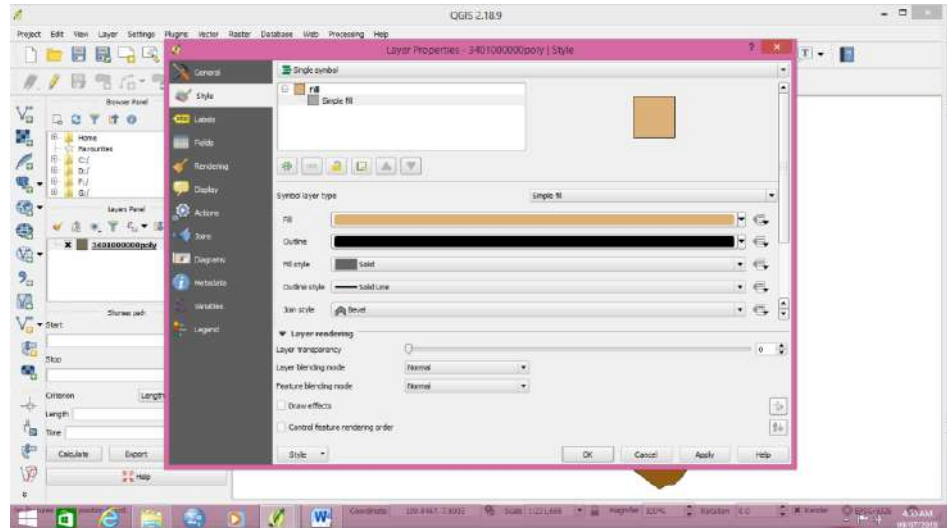 QGIS 2.18.9
Project Edit View Layer Settings Plugins Vector Raster Database Web Processing Help
Layer Properties - 3401000000poly | Style
General
Style
Labels
Fields
Rendering
Display
Actions
Joins
Diagrams
Metadata
Variables
Legend
Single symbol
Fill
Simple fill
Symbol layer type
Simple fill
Fill
Outline
Fill style
Solid
Outline style
Solid Line
Join style
Bevel
Layer rendering
Layer transparency
0
Layer blending mode
Normal
Feature blending mode
Normal
Draw effects
Control feature rendering order
Style
OK
Cancel
Apply
Help
Browser Panel
Home
Favourites
C:/
D:/
F:/
G:/
Layers Panel
3401000000poly
Shortest path
Start
Stop
Criterion
Length
Length
Time
Calculate
Export
Help
Coordinate
Scale
Magnifier 100%
Rotation 0.0
Render
4:50 AM